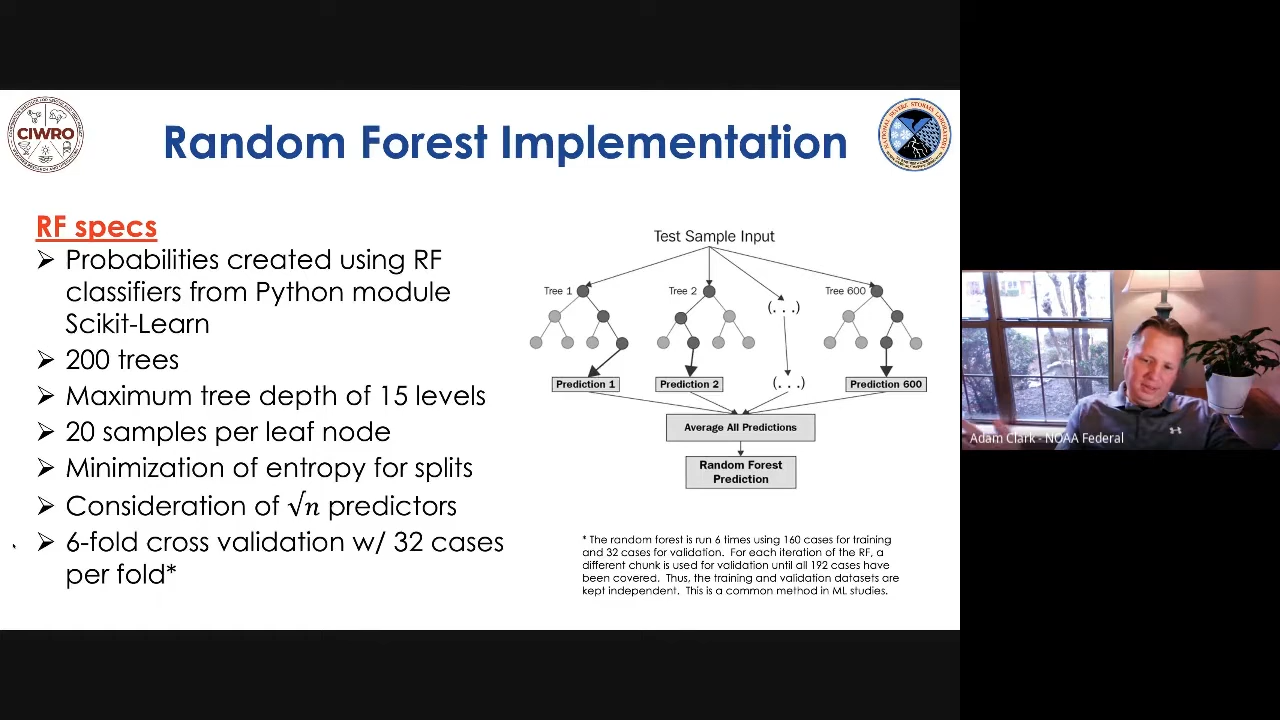 CIWRO
Random Forest Implementation
RF specs
➢ Probabilities created using RF
classifiers from Python module
Scikit-Learn
➢ 200 trees
➢ Maximum tree depth of 15 levels
➢ 20 samples per leaf node
➢ Minimization of entropy for splits
➢ Consideration of √n predictors
➢ 6-fold cross validation w/ 32 cases
per fold*
Test Sample Input
Tree 1
Tree 2
(. . .)
Tree 600
Prediction 1
Prediction 2
(. . .)
Prediction 600
Average All Predictions
Random Forest
Prediction
* The random forest is run 6 times using 160 cases for training
and 32 cases for validation. For each iteration of the RF, a
different chunk is used for validation until all 192 cases have
been covered. Thus, the training and validation datasets are
kept independent. This is a common method in ML studies.
Adam Clark - NOAA Federal